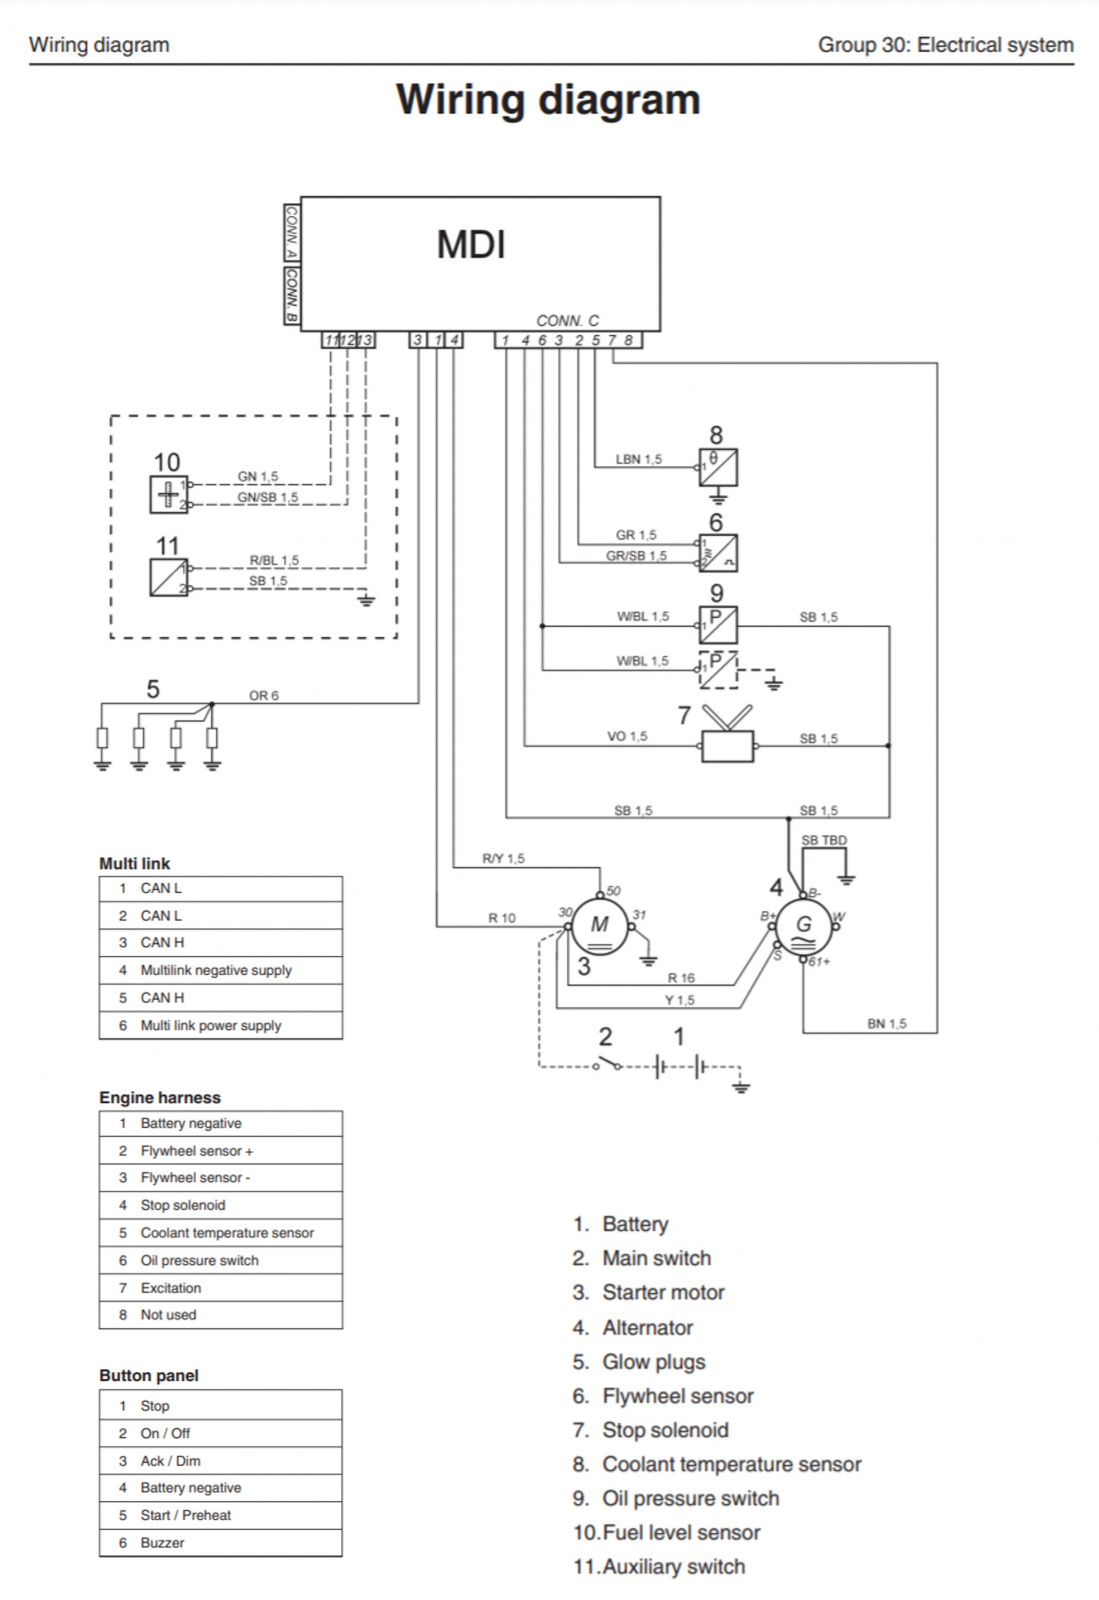 Wiring diagram
Group 30: Electrical system
Wiring diagram
CONN. A
CONN. B
MDI
CONN. C
11 12 13
3 1 4
1 4 6 3 2 5 7 8
10
1
2
GN 1,5
GN/SB 1,5
11
1
2
R/BL 1,5
SB 1,5
8
LBN 1,5
1
θ
6
GR 1,5
GR/SB 1,5
1
2
9
W/BL 1,5
1 P
SB 1,5
W/BL 1,5
1 P
7
VO 1,5
SB 1,5
5
OR 6
SB 1,5
SB 1,5
SB TBD
R/Y 1,5
4
B-
50
30
31
R 10
M
3
B+
G
W
S
61+
R 16
Y 1,5
BN 1,5
2
1
Multi link
1 CAN L
2 CAN L
3 CAN H
4 Multilink negative supply
5 CAN H
6 Multi link power supply
Engine harness
1 Battery negative
2 Flywheel sensor +
3 Flywheel sensor -
4 Stop solenoid
5 Coolant temperature sensor
6 Oil pressure switch
7 Excitation
8 Not used
Button panel
1 Stop
2 On / Off
3 Ack / Dim
4 Battery negative
5 Start / Preheat
6 Buzzer
1. Battery
2. Main switch
3. Starter motor
4. Alternator
5. Glow plugs
6. Flywheel sensor
7. Stop solenoid
8. Coolant temperature sensor
9. Oil pressure switch
10. Fuel level sensor
11. Auxiliary switch